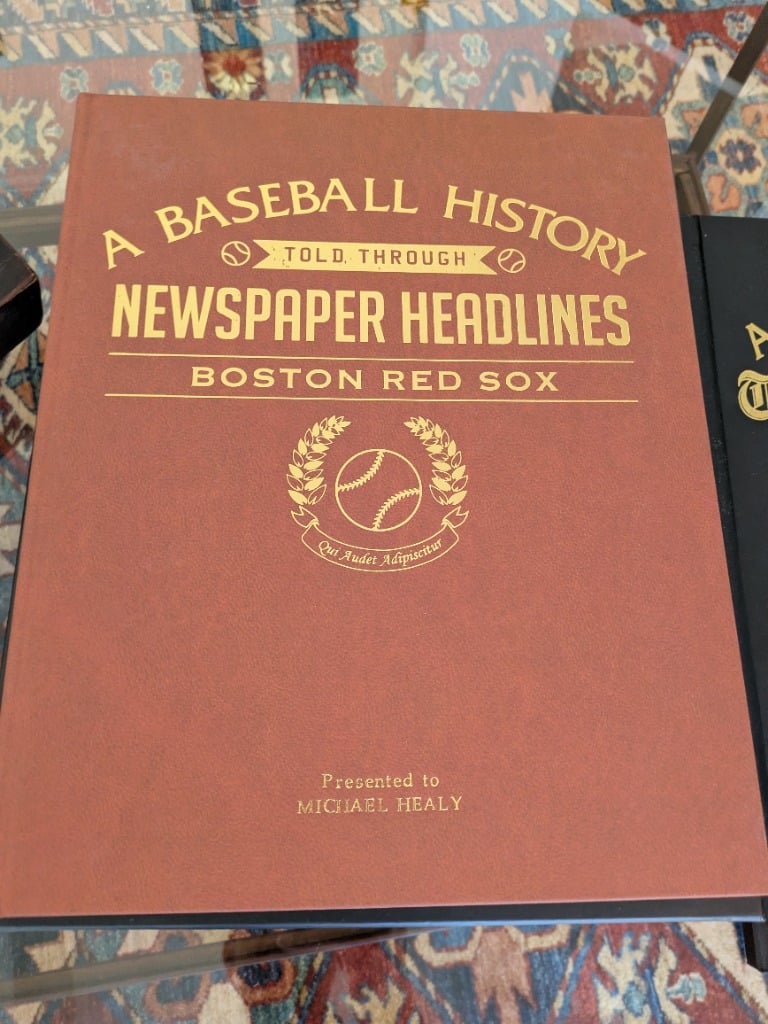 A BASEBALL HISTORY
TOLD THROUGH
NEWSPAPER HEADLINES
BOSTON RED SOX
Qui Audet Adipiscitur
Presented to
MICHAEL HEALY
A
T